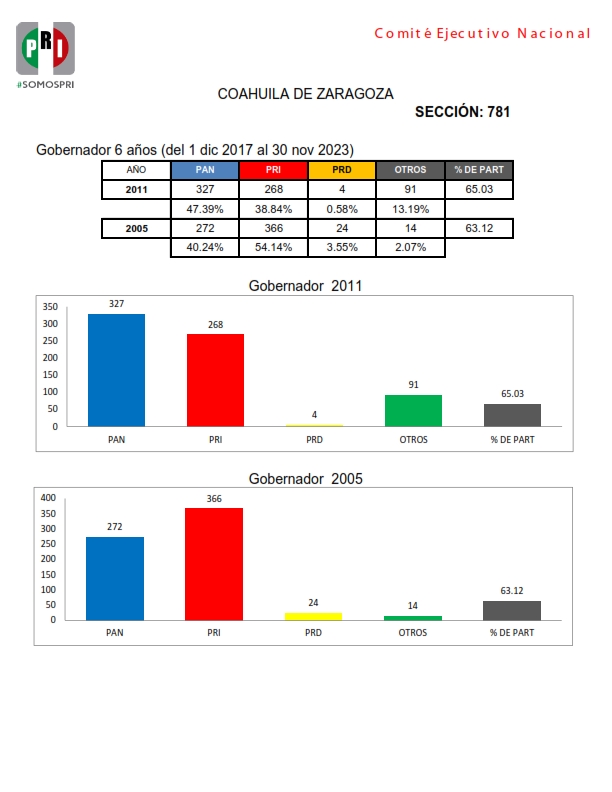 Comité Ejecutivo Nacional
PRI
#SOMOSPRI
COAHUILA DE ZARAGOZA
SECCIÓN: 781
Gobernador 6 años (del 1 dic 2017 al 30 nov 2023)
AÑO PAN PRI PRD OTROS % DE PART
2011 327 268 4 91 65.03
47.39% 38.84% 0.58% 13.19%
2005 272 366 24 14 63.12
40.24% 54.14% 3.55% 2.07%
Gobernador 2011
350
300
250
200
150
100
50
0
327
268
4
91
65.03
PAN PRI PRD OTROS % DE PART
Gobernador 2005
400
350
300
250
200
150
100
50
0
272
366
24
14
63.12
PAN PRI PRD OTROS % DE PART